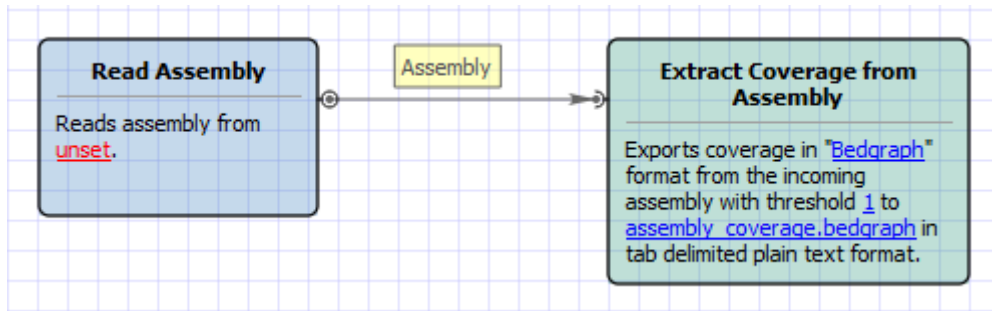 Read Assembly
Reads assembly from
unset.
Assembly
Extract Coverage from
Assembly
Exports coverage in "Bedgraph"
format from the incoming
assembly with threshold 1 to
assembly_coverage.bedgraph in
tab delimited plain text format.